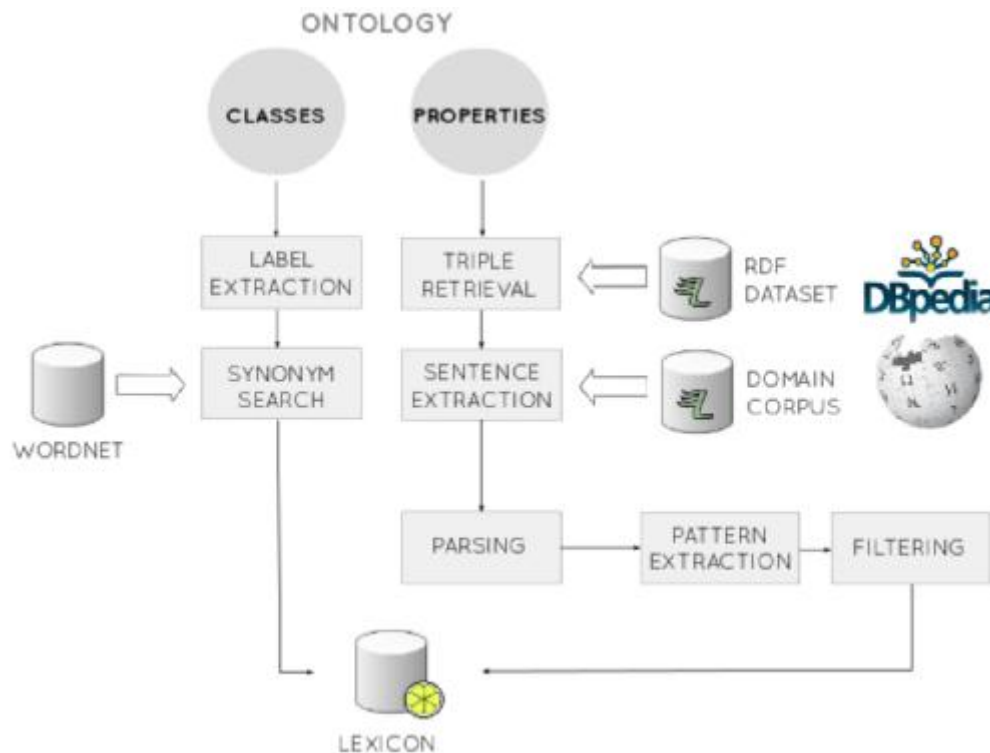 ONTOLOGY
CLASSES
PROPERTIES
LABEL
EXTRACTION
TRIPLE
RETRIEVAL
RDF
DATASET
DBpedia
WORDNET
SYNONYM
SEARCH
SENTENCE
EXTRACTION
DOMAIN
CORPUS
Ω
W
И
PARSING
PATTERN
EXTRACTION
FILTERING
LEXICON